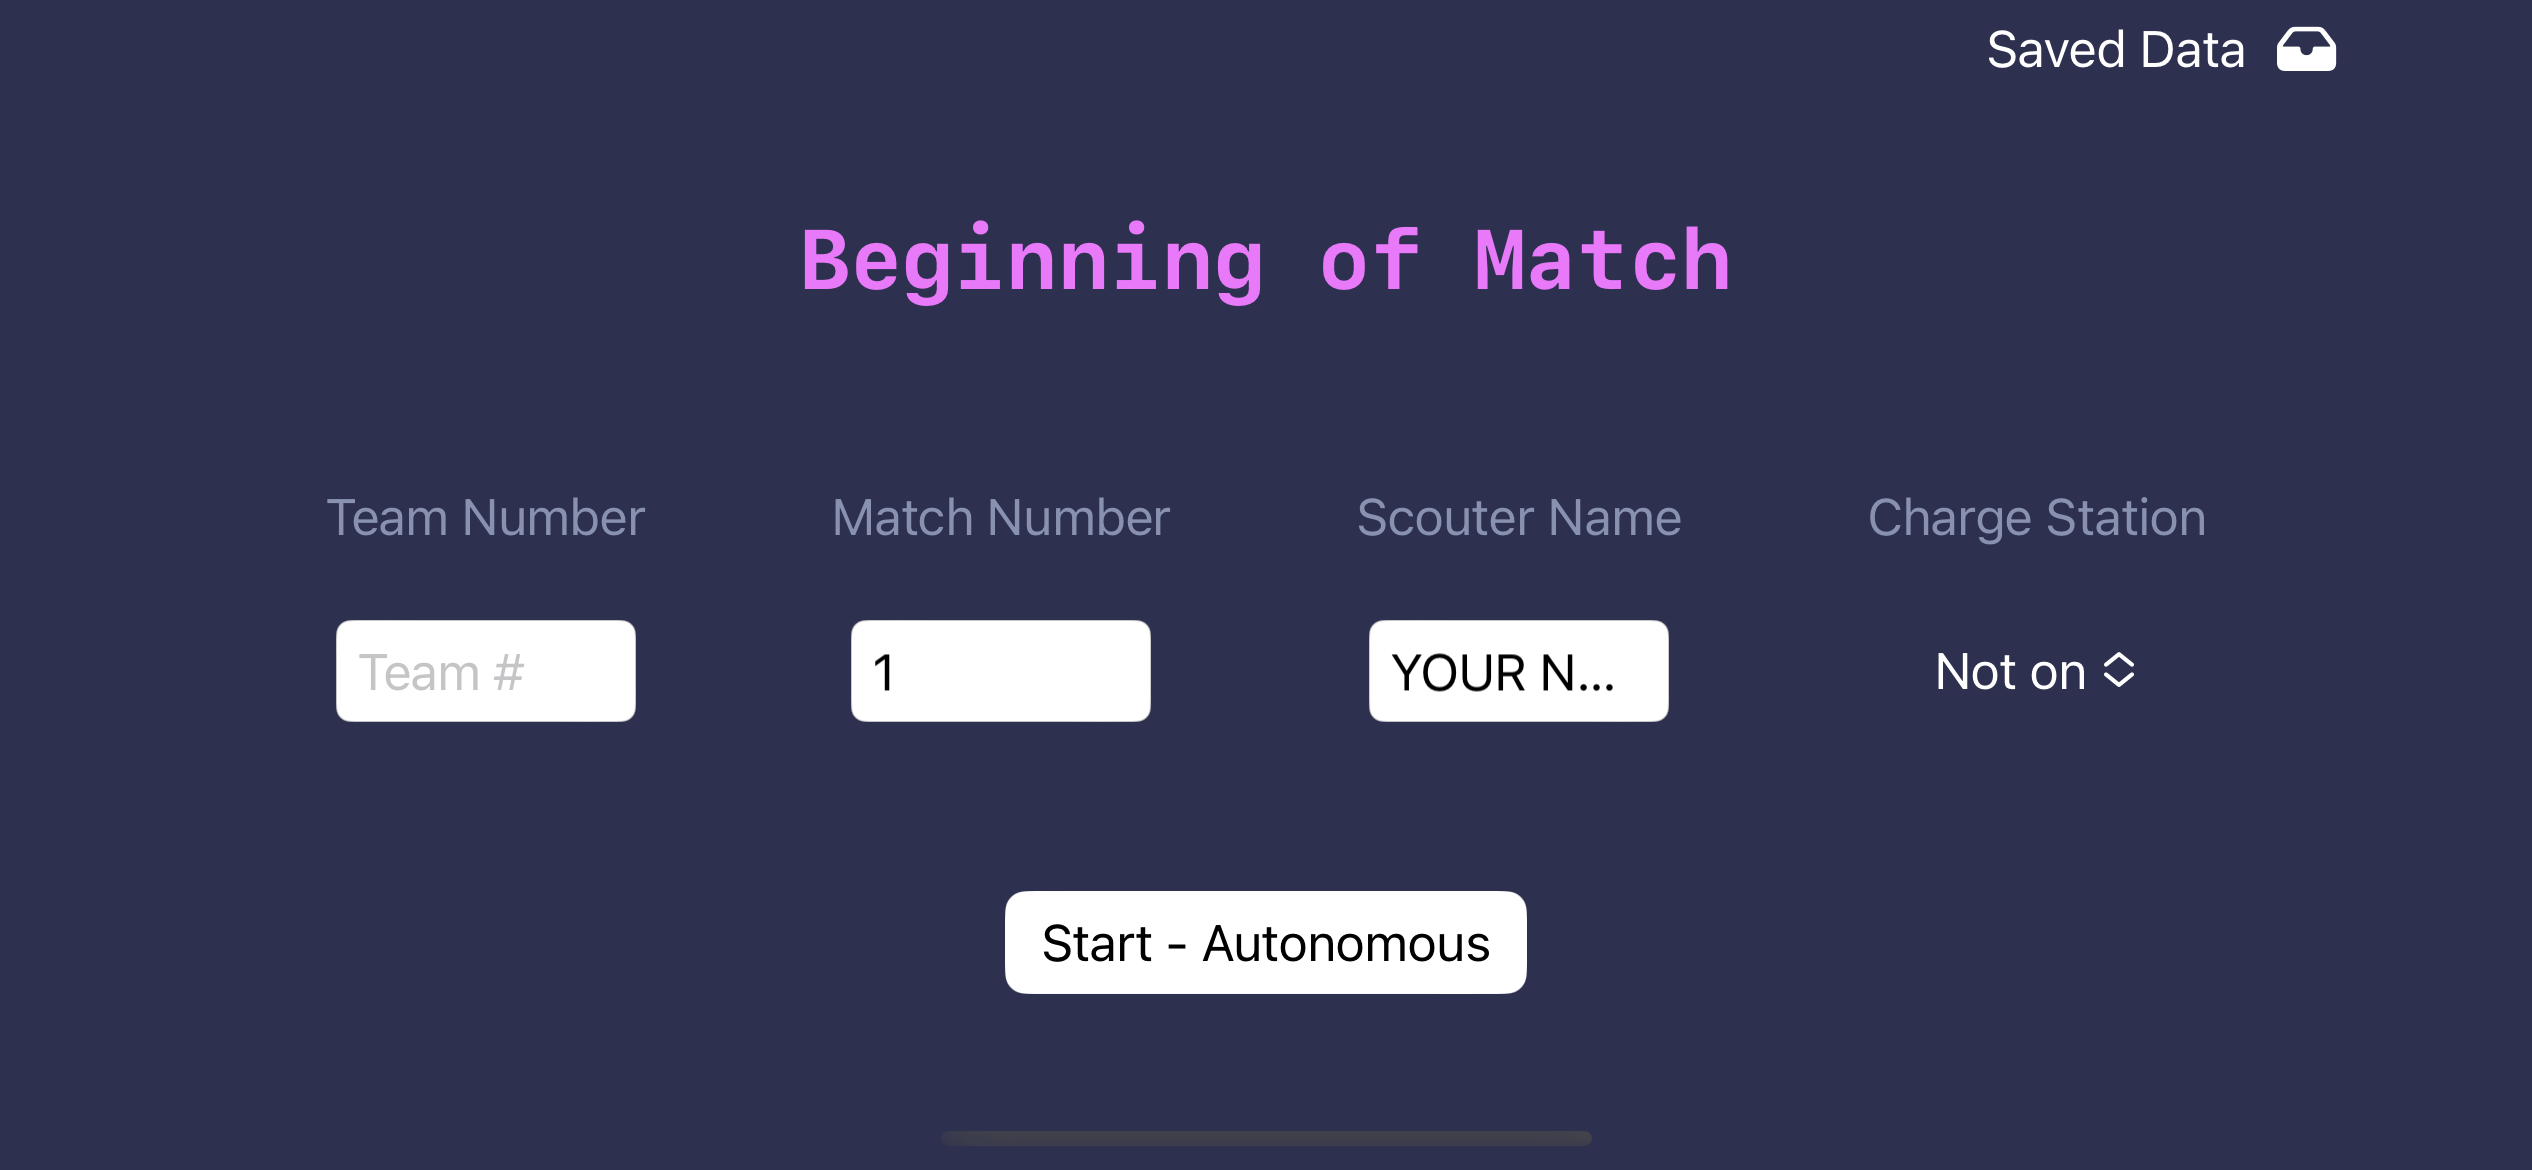 Saved Data
Beginning of Match
Team Number
Match Number
Scouter Name
Charge Station
Team #
1
YOUR N...
Not on
Start - Autonomous